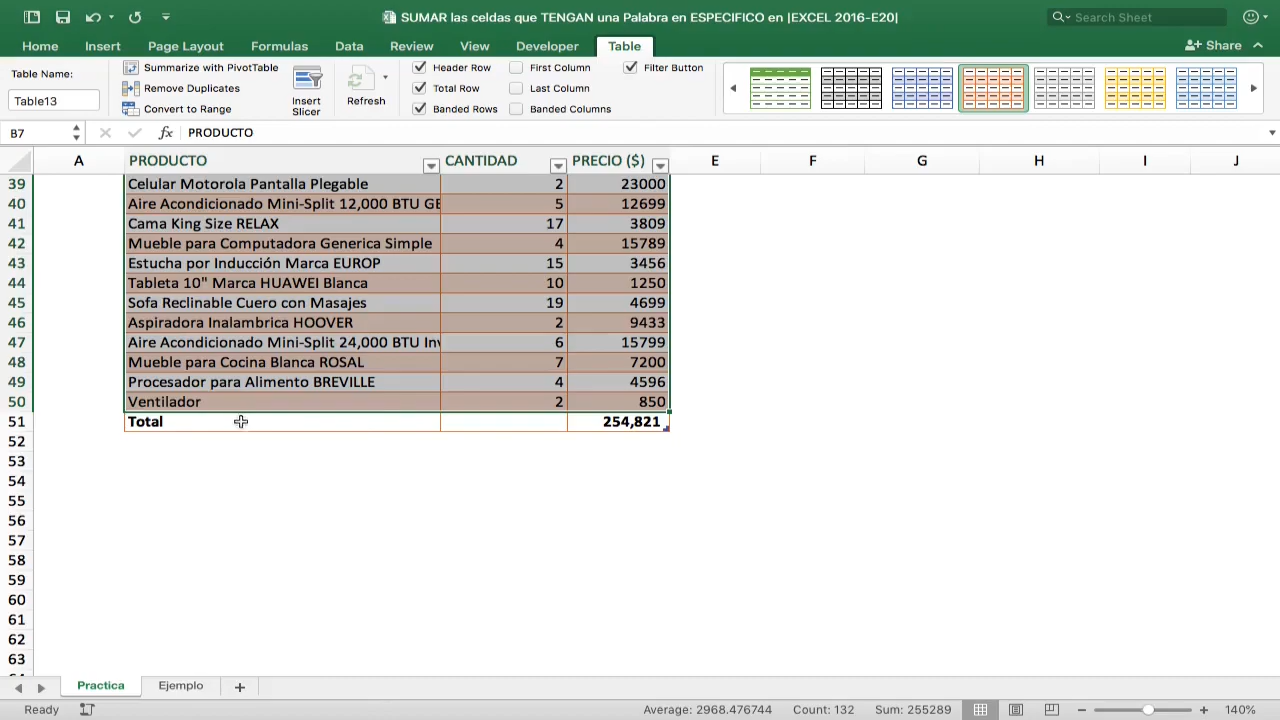 SUMAR las celdas que TENGAN una Palabra en ESPECIFICO en |EXCEL 2016-E20|
Search Sheet
Home Insert Page Layout Formulas Data Review View Developer Table
Share
Table Name:
Table13
Summarize with PivotTable
Remove Duplicates
Convert to Range
Insert
Slicer
Refresh
Header Row
Total Row
Banded Rows
First Column
Last Column
Banded Columns
Filter Button
B7 fx PRODUCTO
A PRODUCTO CANTIDAD PRECIO ($) E F G H I J
39 Celular Motorola Pantalla Plegable 2 23000
40 Aire Acondicionado Mini-Split 12,000 BTU GE 5 12699
41 Cama King Size RELAX 17 3809
42 Mueble para Computadora Generica Simple 4 15789
43 Estucha por Inducción Marca EUROP 15 3456
44 Tableta 10" Marca HUAWEI Blanca 10 1250
45 Sofa Reclinable Cuero con Masajes 19 4699
46 Aspiradora Inalambrica HOOVER 2 9433
47 Aire Acondicionado Mini-Split 24,000 BTU Inv 6 15799
48 Mueble para Cocina Blanca ROSAL 7 7200
49 Procesador para Alimento BREVILLE 4 4596
50 Ventilador 2 850
51 Total 254,821
52
53
54
55
56
57
58
59
60
61
62
63
Practica Ejemplo
Ready Average: 2968.476744 Count: 132 Sum: 255289 140%